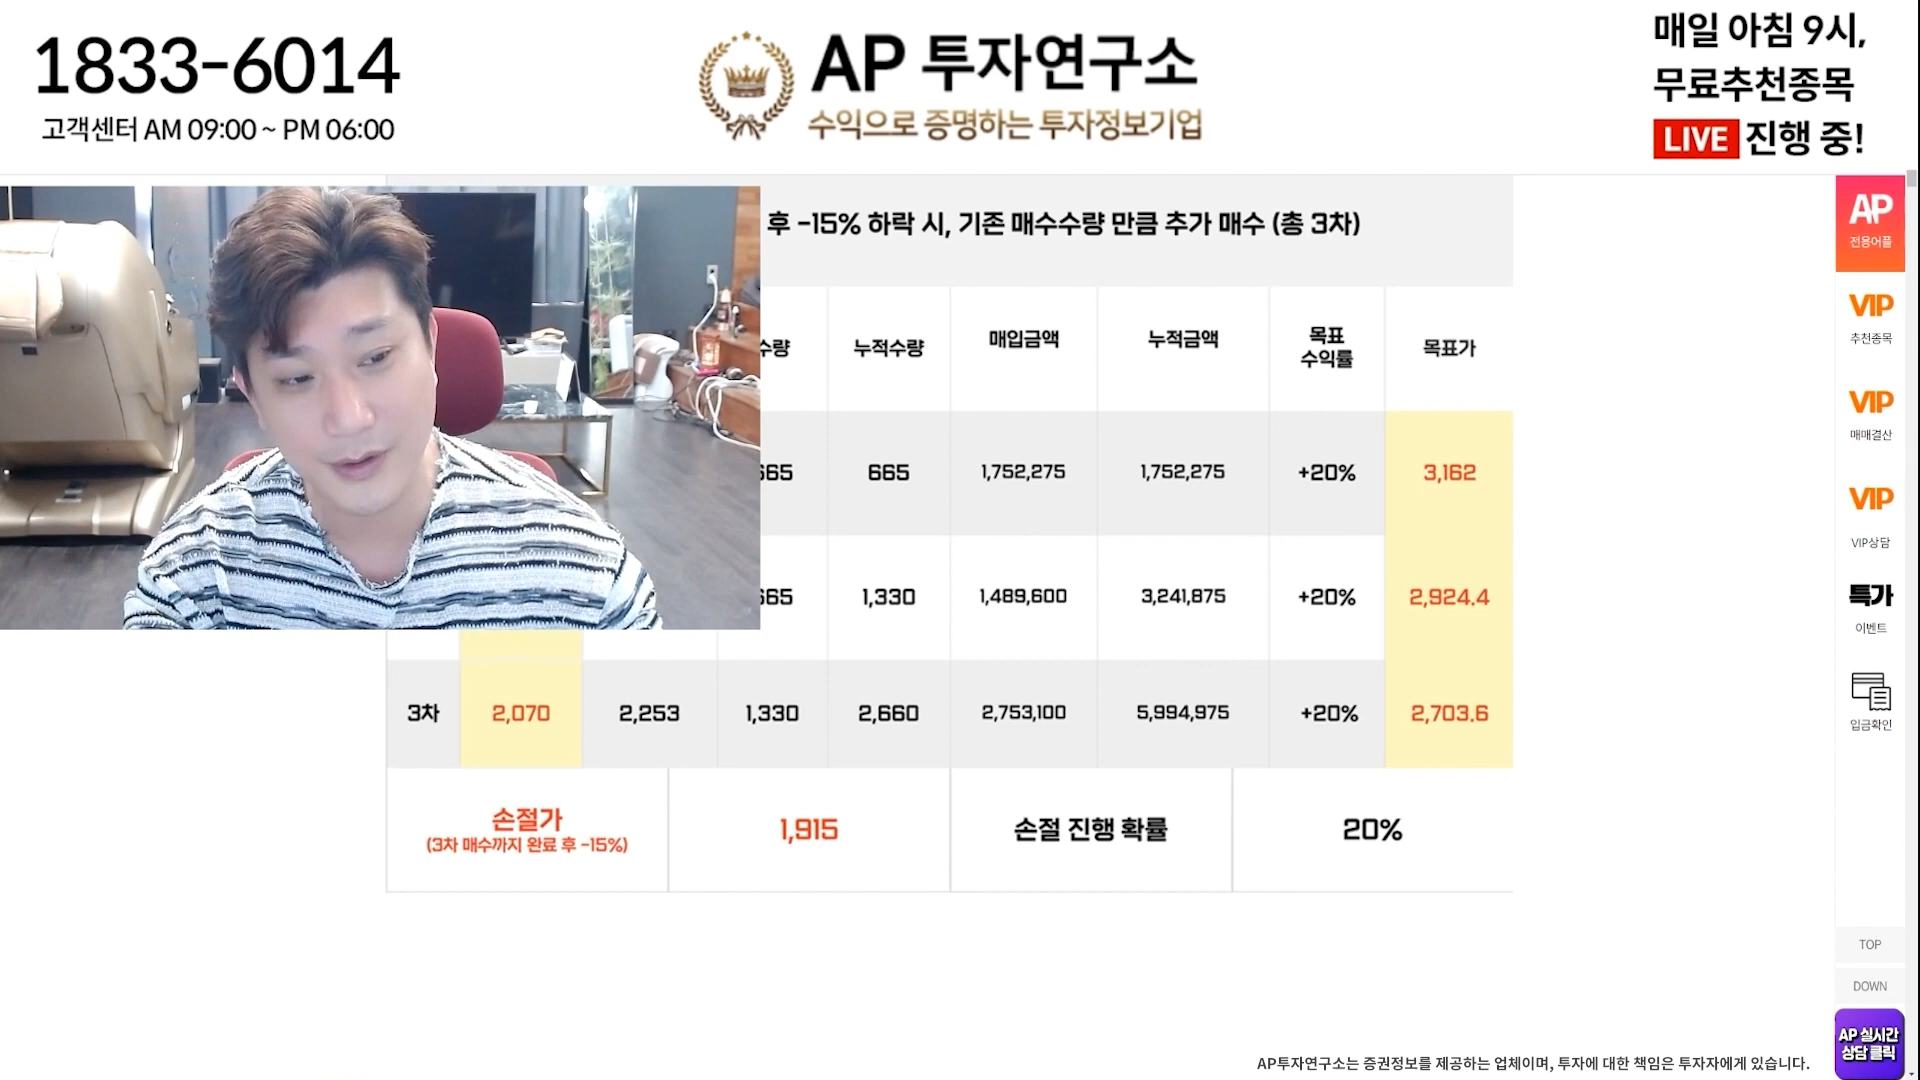 1833-6014
고객센터 AM 09:00 ~ PM 06:00
AP 투자연구소
수익으로 증명하는 투자정보기업
매일 아침 9시,
무료추천종목
LIVE 진행 중!
후 -15% 하락 시, 기존 매수수량 만큼 추가 매수 (총 3차)
누적수량 매입금액 누적금액 목표 수익률 목표가
665 1,752,275 1,752,275 +20% 3,162
1,330 1,489,600 3,241,875 +20% 2,924.4
3차 2,070 2,253 1,330 2,660 2,753,100 5,994,975 +20% 2,703.6
손절가
(3차 매수까지 완료 후 -15%)
1,915
손절 진행 확률
20%
AP
전용어플
VIP
추천종목
VIP
매매결산
VIP
VIP상담
특가
이벤트
입금확인
TOP
DOWN
AP 실시간
상담 클릭
AP투자연구소는 증권정보를 제공하는 업체이며, 투자에 대한 책임은 투자자에게 있습니다.